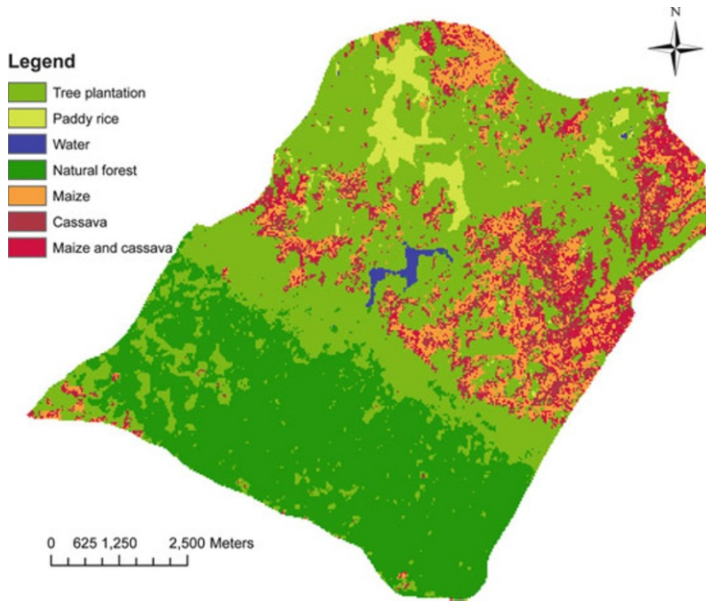 N
Legend
Tree plantation
Paddy rice
Water
Natural forest
Maize
Cassava
Maize and cassava
0 625 1,250 2,500 Meters